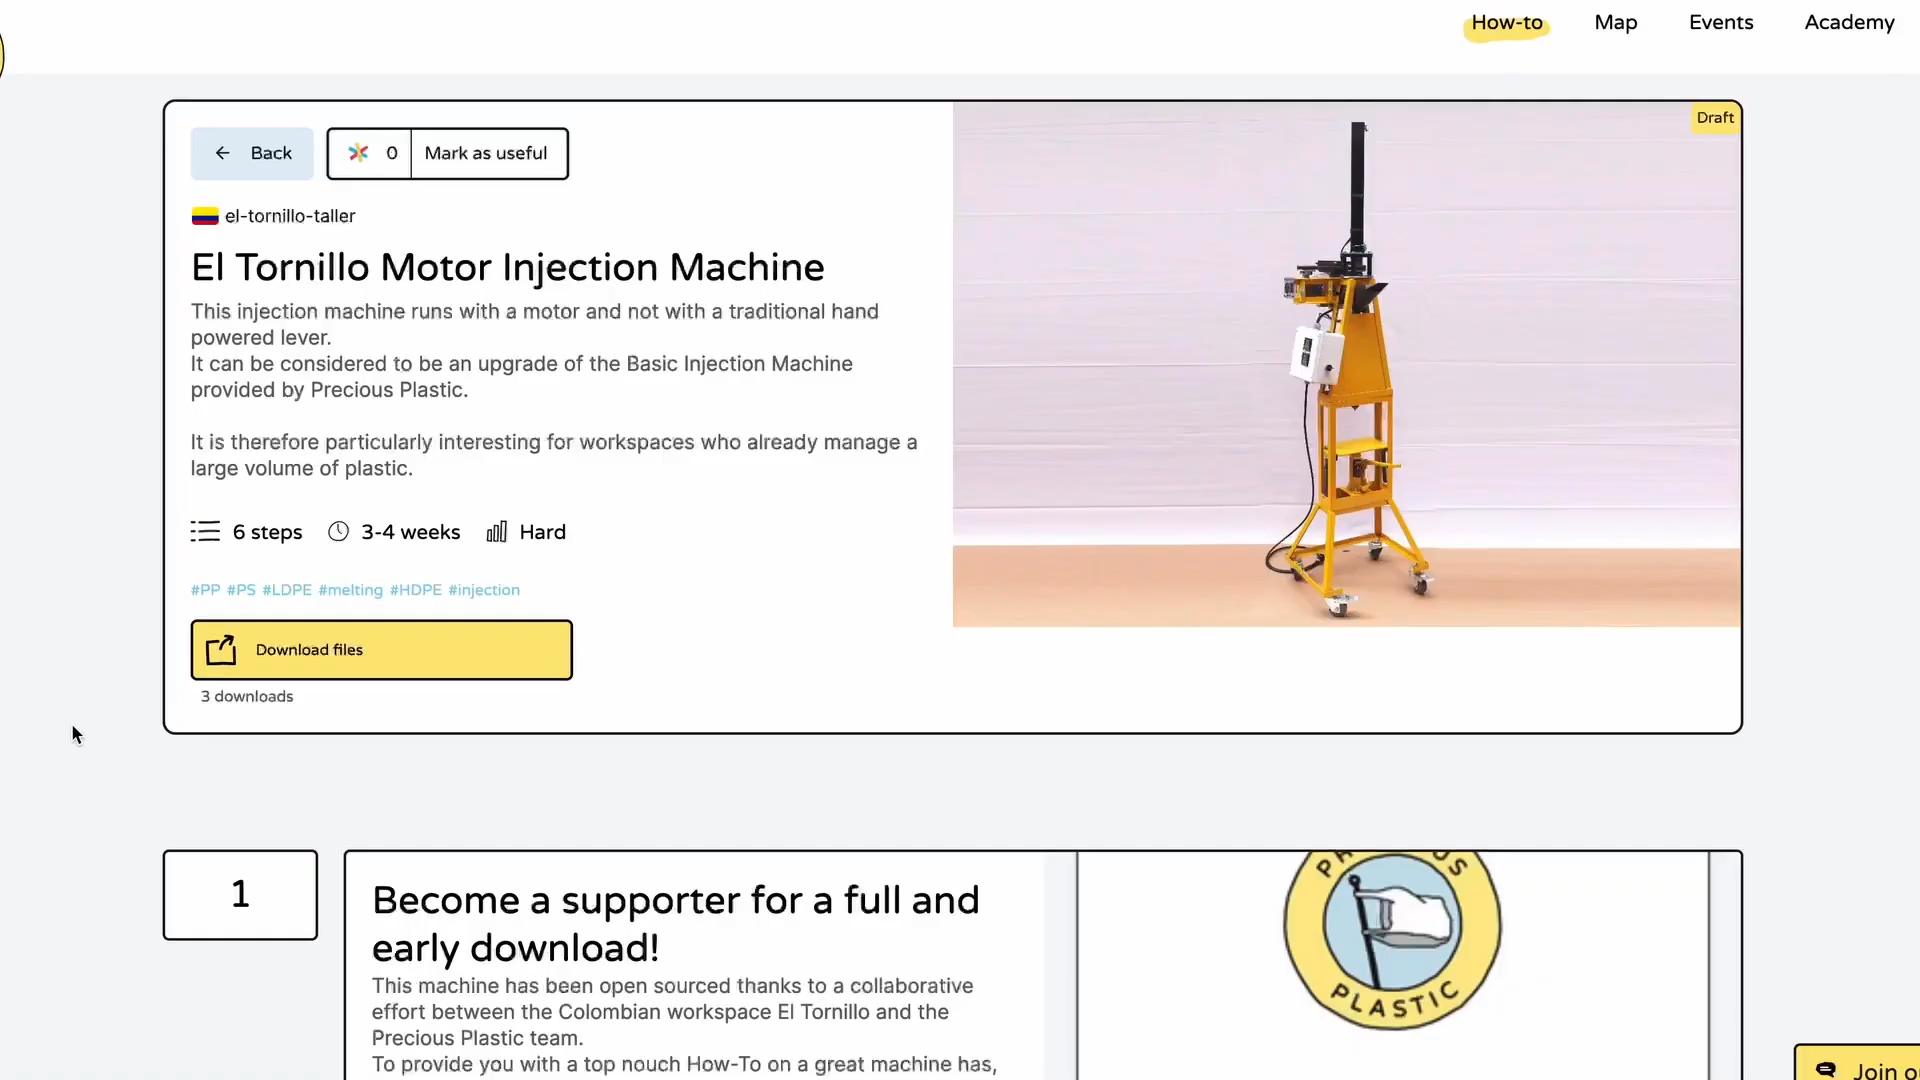 How-to
Map
Events
Academy
Back
0
Mark as useful
Draft
el-tornillo-taller
El Tornillo Motor Injection Machine
This injection machine runs with a motor and not with a traditional hand
powered lever.
It can be considered to be an upgrade of the Basic Injection Machine
provided by Precious Plastic.
It is therefore particularly interesting for workspaces who already manage a
large volume of plastic.
6 steps
3-4 weeks
Hard
#PP #PS #LDPE #melting #HDPE #injection
Download files
3 downloads
1
Become a supporter for a full and
early download!
This machine has been open sourced thanks to a collaborative
effort between the Colombian workspace El Tornillo and the
Precious Plastic team.
To provide you with a top nouch How-To on a great machine has,
PLASTIC
Join